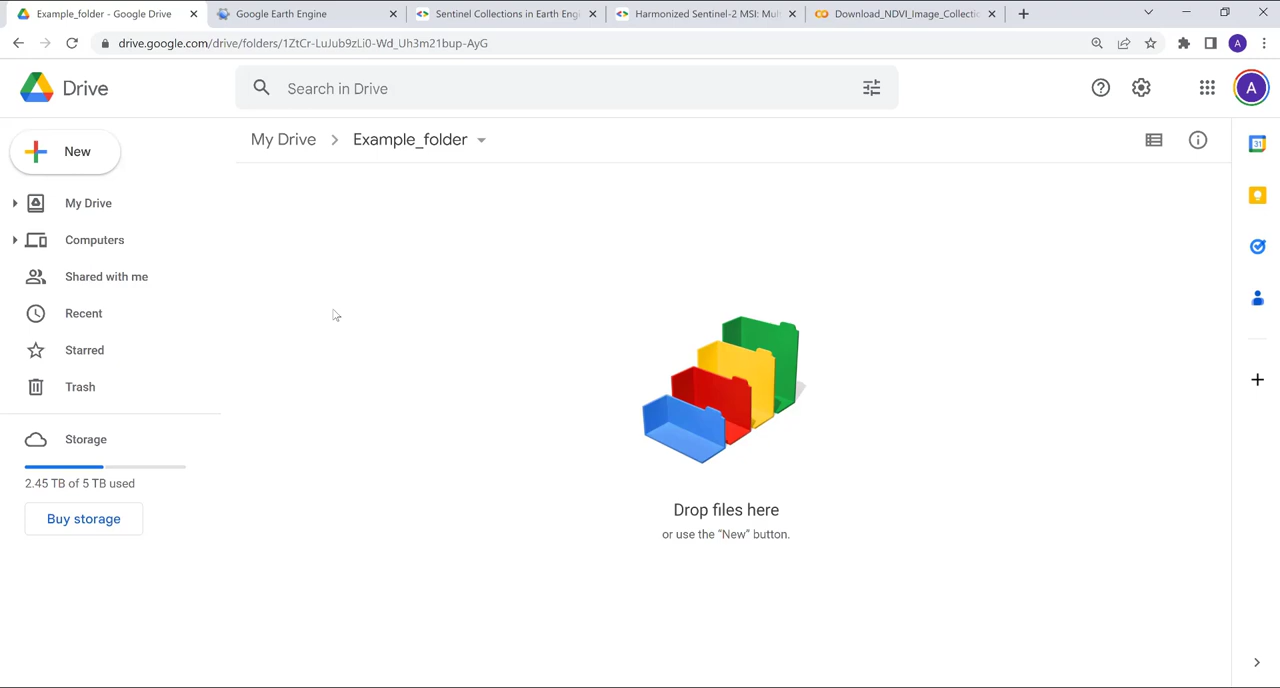 Example_folder - Google Drive
Google Earth Engine
Sentinel Collections in Earth Eng
Harmonized Sentinel-2 MSI: Mul
Download_NDVI_Image_Collectio
drive.google.com/drive/folders/1ZtCr-LuJub9zLi0-Wd_Uh3m21bup-AyG
A
Drive
Search in Drive
A
New
My Drive
Example_folder
31
My Drive
Computers
Shared with me
Recent
Starred
Trash
Storage
2.45 TB of 5 TB used
Buy storage
Drop files here
or use the “New” button.